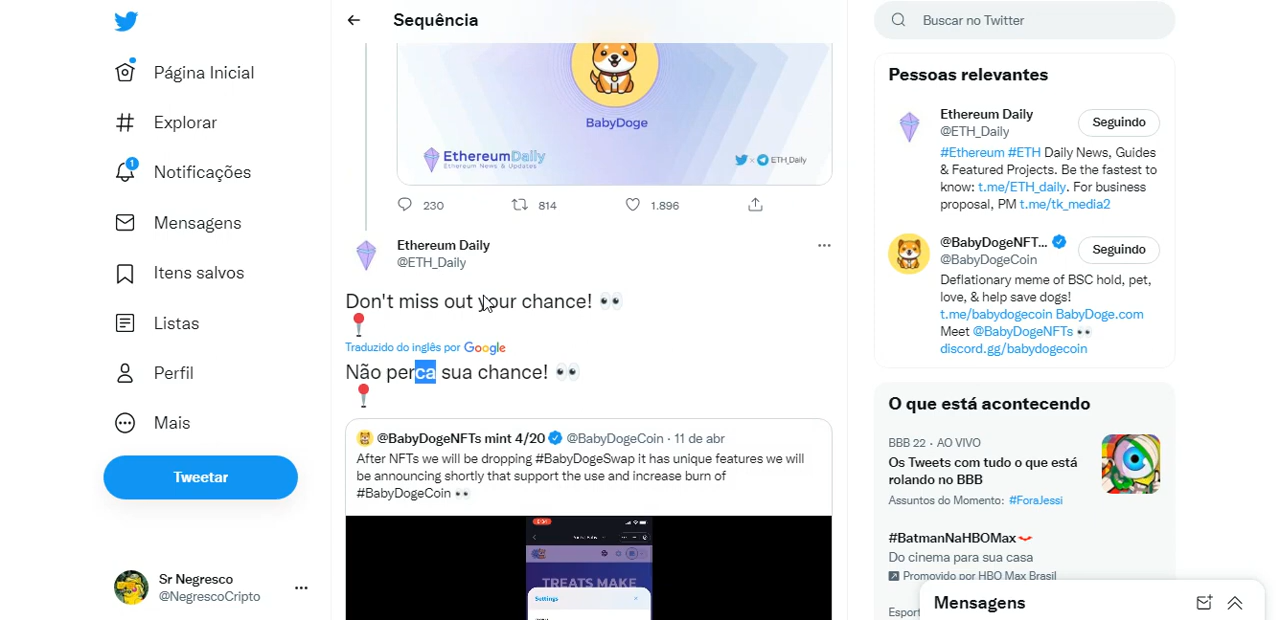 Página Inicial
Explorar
1
Notificações
Mensagens
Itens salvos
Listas
Perfil
Mais
Tweetar
Sr Negresco
@NegrescoCripto
Sequência
BabyDoge
EthereumDaily
Ethereum News & Updates
ETH_Daily
230
814
1.896
Ethereum Daily
@ETH_Daily
Don't miss out your chance! 👀
📍
Traduzido do inglês por Google
Não perca sua chance! 👀
📍
@BabyDogeNFTs mint 4/20 @BabyDogeCoin · 11 de abr
After NFTs we will be dropping #BabyDogeSwap it has unique features we will
be announcing shortly that support the use and increase burn of
#BabyDogeCoin 👀
TREATS MAKE
Settings
Buscar no Twitter
Pessoas relevantes
Ethereum Daily
@ETH_Daily
Seguindo
#Ethereum #ETH Daily News, Guides
& Featured Projects. Be the fastest to
know: t.me/ETH_daily. For business
proposal, PM t.me/tk_media2
@BabyDogeNFT...
@BabyDogeCoin
Seguindo
Deflationary meme of BSC hold, pet,
love, & help save dogs!
t.me/babydogecoin BabyDoge.com
Meet @BabyDogeNFTs 👀
discord.gg/babydogecoin
O que está acontecendo
BBB 22 · AO VIVO
Os Tweets com tudo o que está
rolando no BBB
Assuntos do Momento: #ForaJessi
#BatmanNaHBOMax
Do cinema para sua casa
Promovido por HBO Max Brasil
Esport
Mensagens